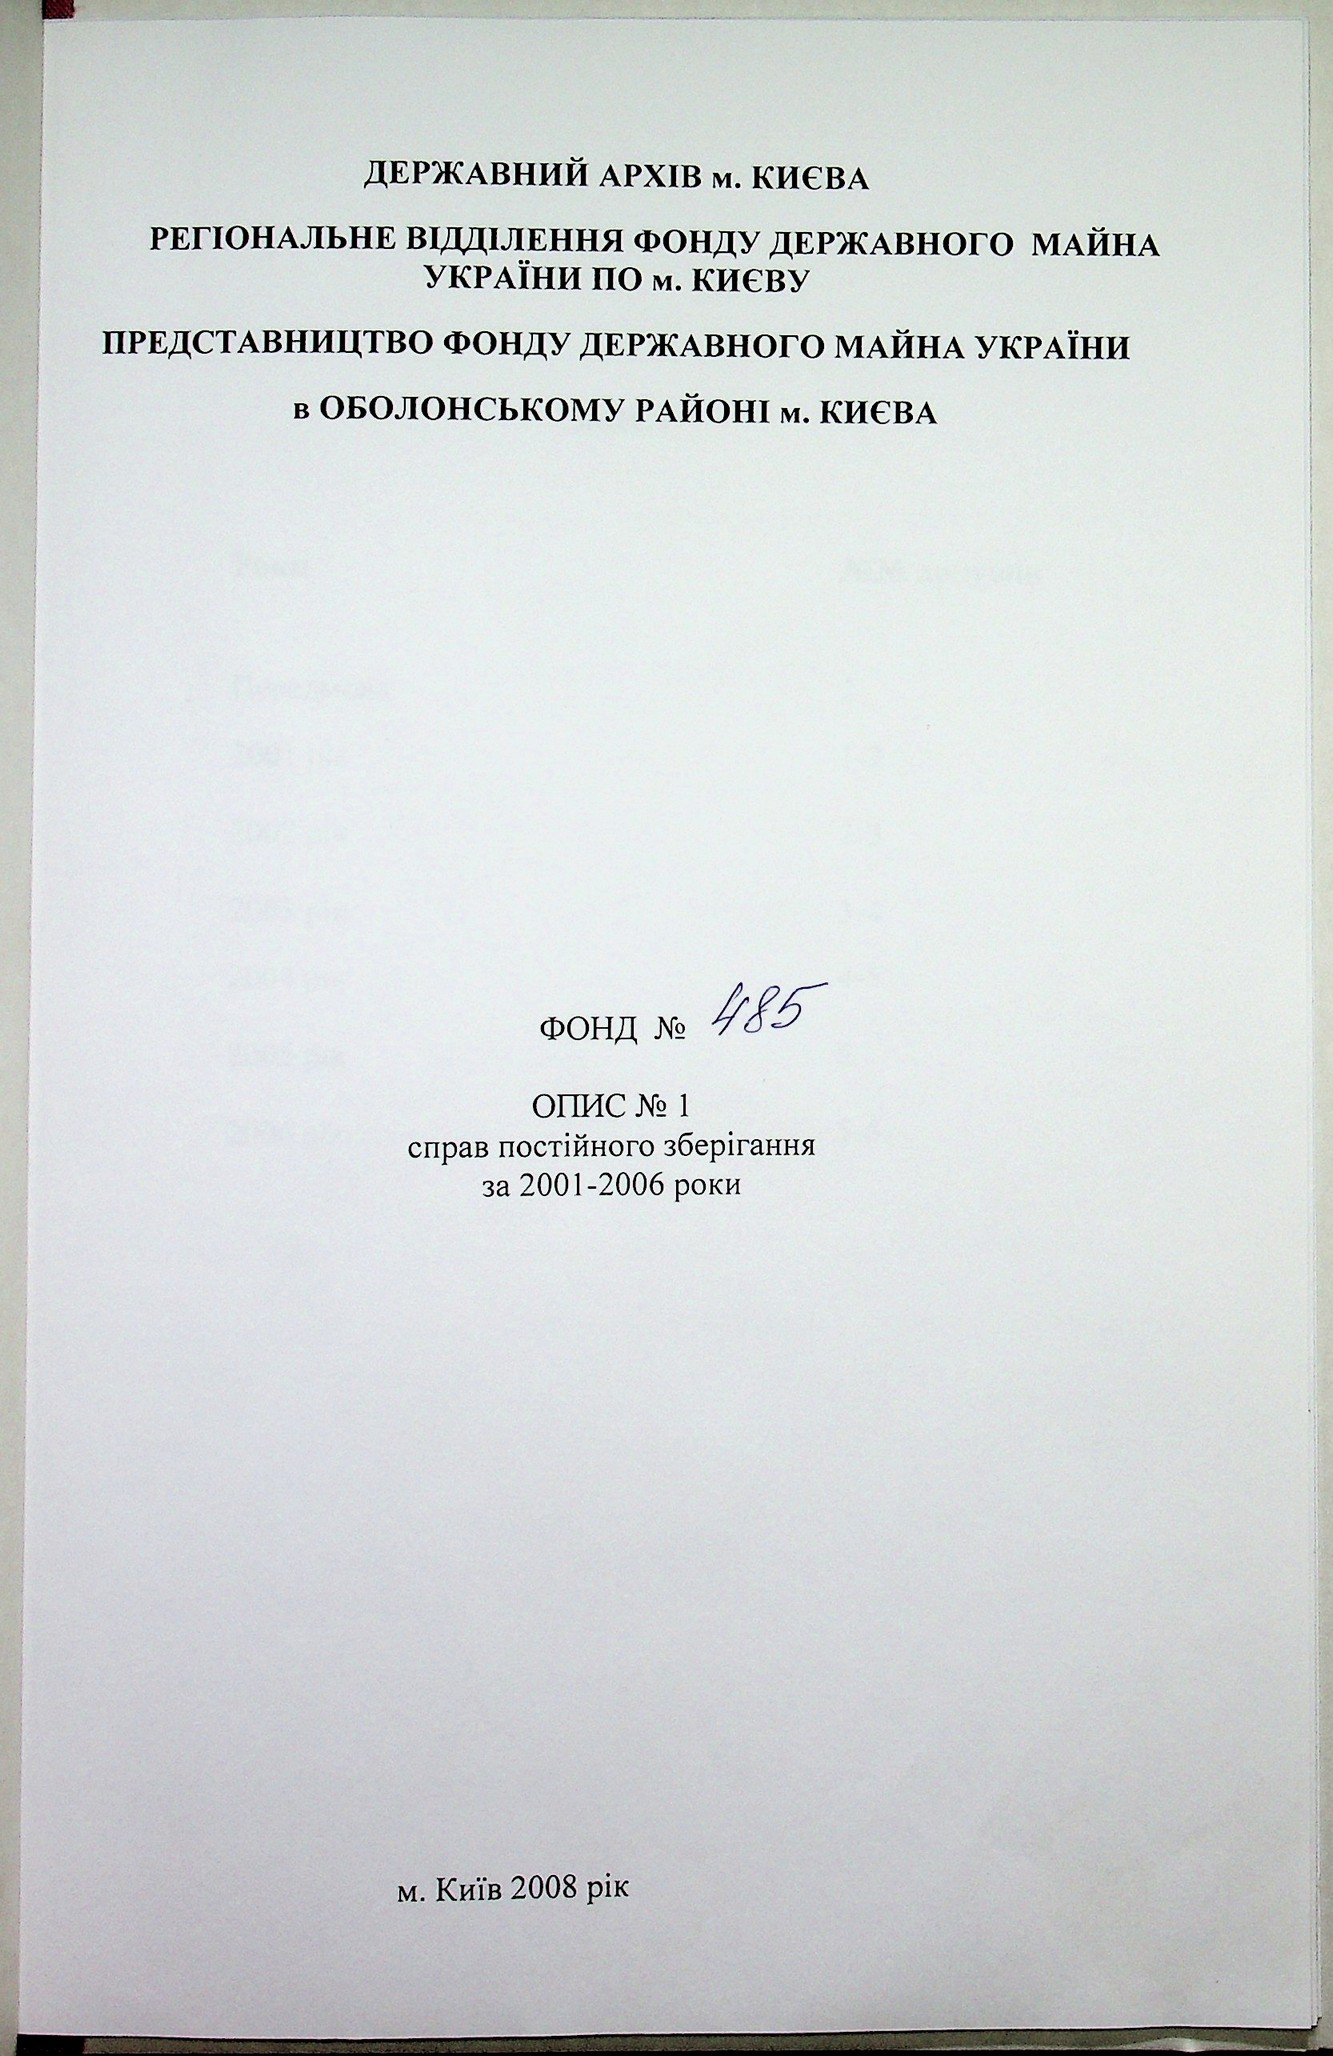 ДЕРЖАВНИЙ АРХІВ м. КИЄВА
РЕГІОНАЛЬНЕ ВІДДІЛЕННЯ ФОНДУ ДЕРЖАВНОГО МАЙНА
УКРАЇНИ ПО м. КИЄВУ
ПРЕДСТАВНИЦТВО ФОНДУ ДЕРЖАВНОГО МАЙНА УКРАЇНИ
в ОБОЛОНСЬКОМУ РАЙОНІ м. КИЄВА
ФОНД № 485
ОПИС № 1
справ постійного зберігання
за 2001-2006 роки
м. Київ 2008 рік